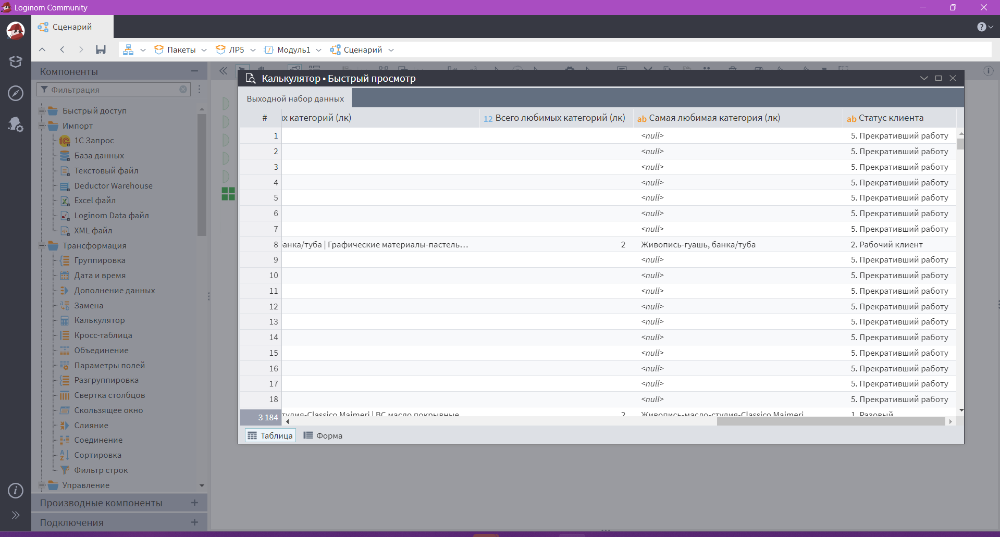 Loginom Community
Сценарий
Пакеты ЛР5 Модуль1 Сценарий
Компоненты
Фильтрация
Быстрый доступ
Импорт
1С Запрос
База данных
Текстовый файл
Deductor Warehouse
Excel файл
Loginom Data файл
XML файл
Трансформация
Группировка
Дата и время
Дополнение данных
Замена
Калькулятор
Кросс-таблица
Объединение
Параметры полей
Разгруппировка
Свертка столбцов
Скользящее окно
Слияние
Соединение
Сортировка
Фильтр строк
Управление
Производные компоненты
Подключения
Калькулятор • Быстрый просмотр
Выходной набор данных
# х категорий (лк) 12 Всего любимых категорий (лк) ab Самая любимая категория (лк) ab Статус клиента
1 <null> 5. Прекративший работу
2 <null> 5. Прекративший работу
3 <null> 5. Прекративший работу
4 <null> 5. Прекративший работу
5 <null> 5. Прекративший работу
6 <null> 5. Прекративший работу
7 <null> 5. Прекративший работу
8 банка/туба | Графические материалы-пастель... 2 Живопись-гуашь, банка/туба 2. Рабочий клиент
9 <null> 5. Прекративший работу
10 <null> 5. Прекративший работу
11 <null> 5. Прекративший работу
12 <null> 5. Прекративший работу
13 <null> 5. Прекративший работу
14 <null> 5. Прекративший работу
15 <null> 5. Прекративший работу
16 <null> 5. Прекративший работу
17 <null> 5. Прекративший работу
18 <null> 5. Прекративший работу
3 184 тудия-Classico Maimeri | ВС масло покрывные 2 Живопись-масло-студия-Classico Maimeri 1. Разовый
Таблица Форма